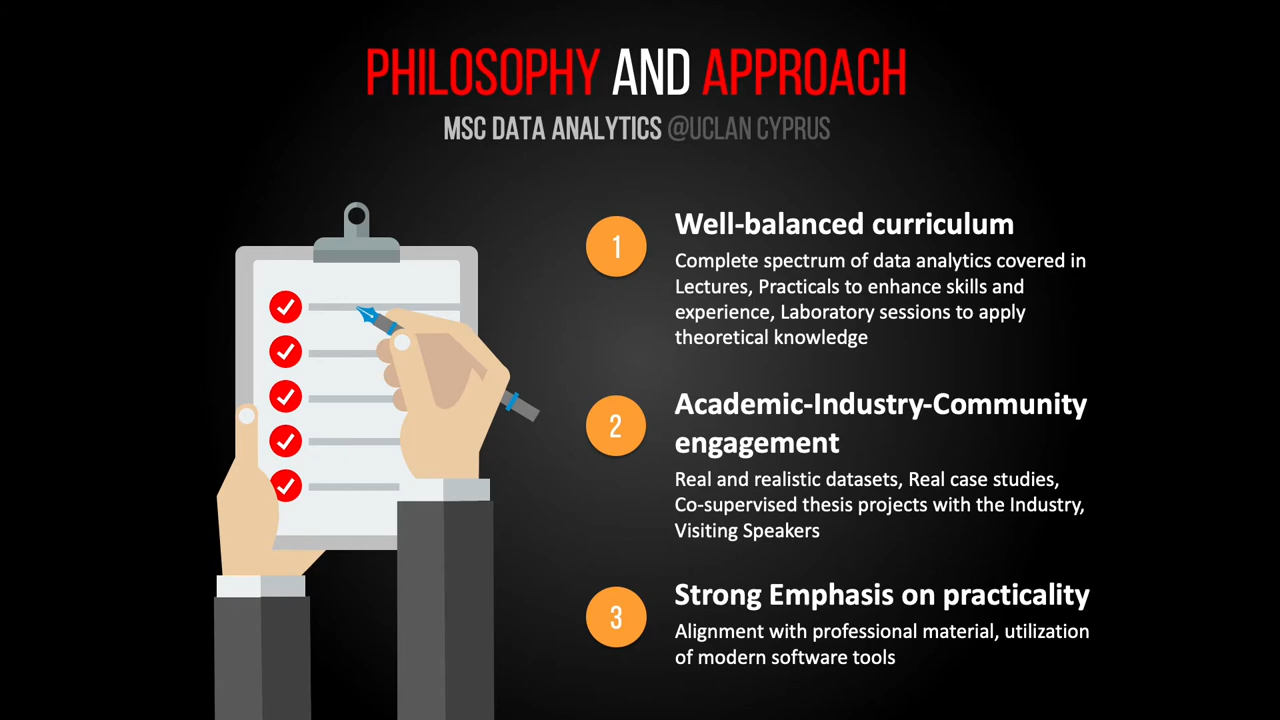 PHILOSOPHY AND APPROACH
MSC DATA ANALYTICS @UCLAN CYPRUS
1
Well-balanced curriculum
Complete spectrum of data analytics covered in
Lectures, Practicals to enhance skills and
experience, Laboratory sessions to apply
theoretical knowledge
2
Academic-Industry-Community
engagement
Real and realistic datasets, Real case studies,
Co-supervised thesis projects with the Industry,
Visiting Speakers
3
Strong Emphasis on practicality
Alignment with professional material, utilization
of modern software tools